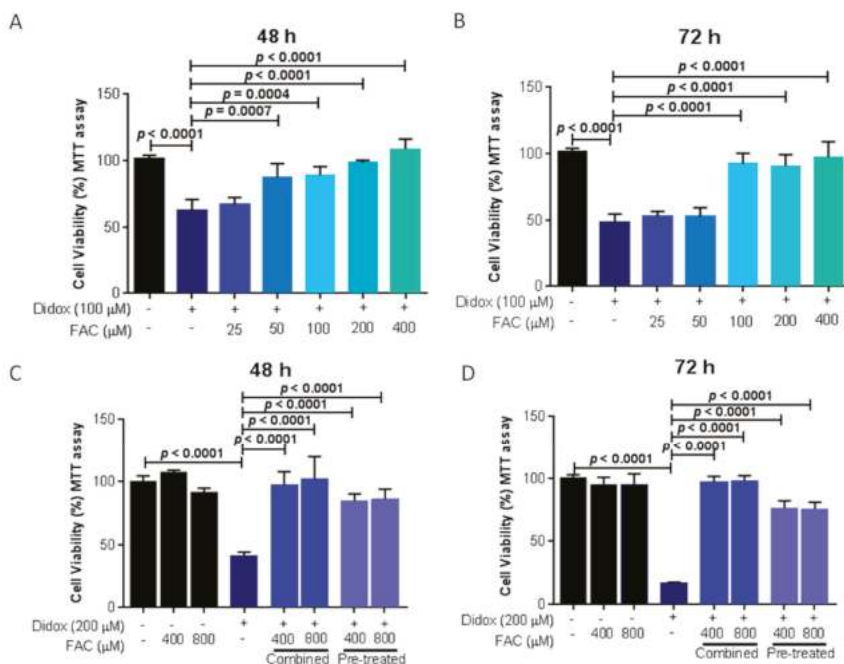 A
48 h
p < 0.0001
p < 0.0001
p = 0.0004
p = 0.0007
p < 0.0001
Cell Viability (%) MTT assay
150
100
50
0
Didox (100 µM) - + + + + + +
FAC (µM) - - 25 50 100 200 400
B
72 h
p < 0.0001
p < 0.0001
p < 0.0001
p < 0.0001
Cell Viability (%) MTT assay
150
100
50
0
Didox (100 µM) - + + + + + +
FAC (µM) - - 25 50 100 200 400
C
48 h
p < 0.0001
p < 0.0001
p < 0.0001
p < 0.0001
p < 0.0001
Cell Viability (%) MTT assay
150
100
50
0
Didox (200 µM) - - - + + + + +
FAC (µM) - 400 800 - 400 800 400 800
Combined Pre-treated
D
72 h
p < 0.0001
p < 0.0001
p < 0.0001
p < 0.0001
p < 0.0001
Cell Viability (%) MTT assay
150
100
50
0
Didox (200 µM) - - - + + + + +
FAC (µM) - 400 800 - 400 800 400 800
Combined Pre-treated